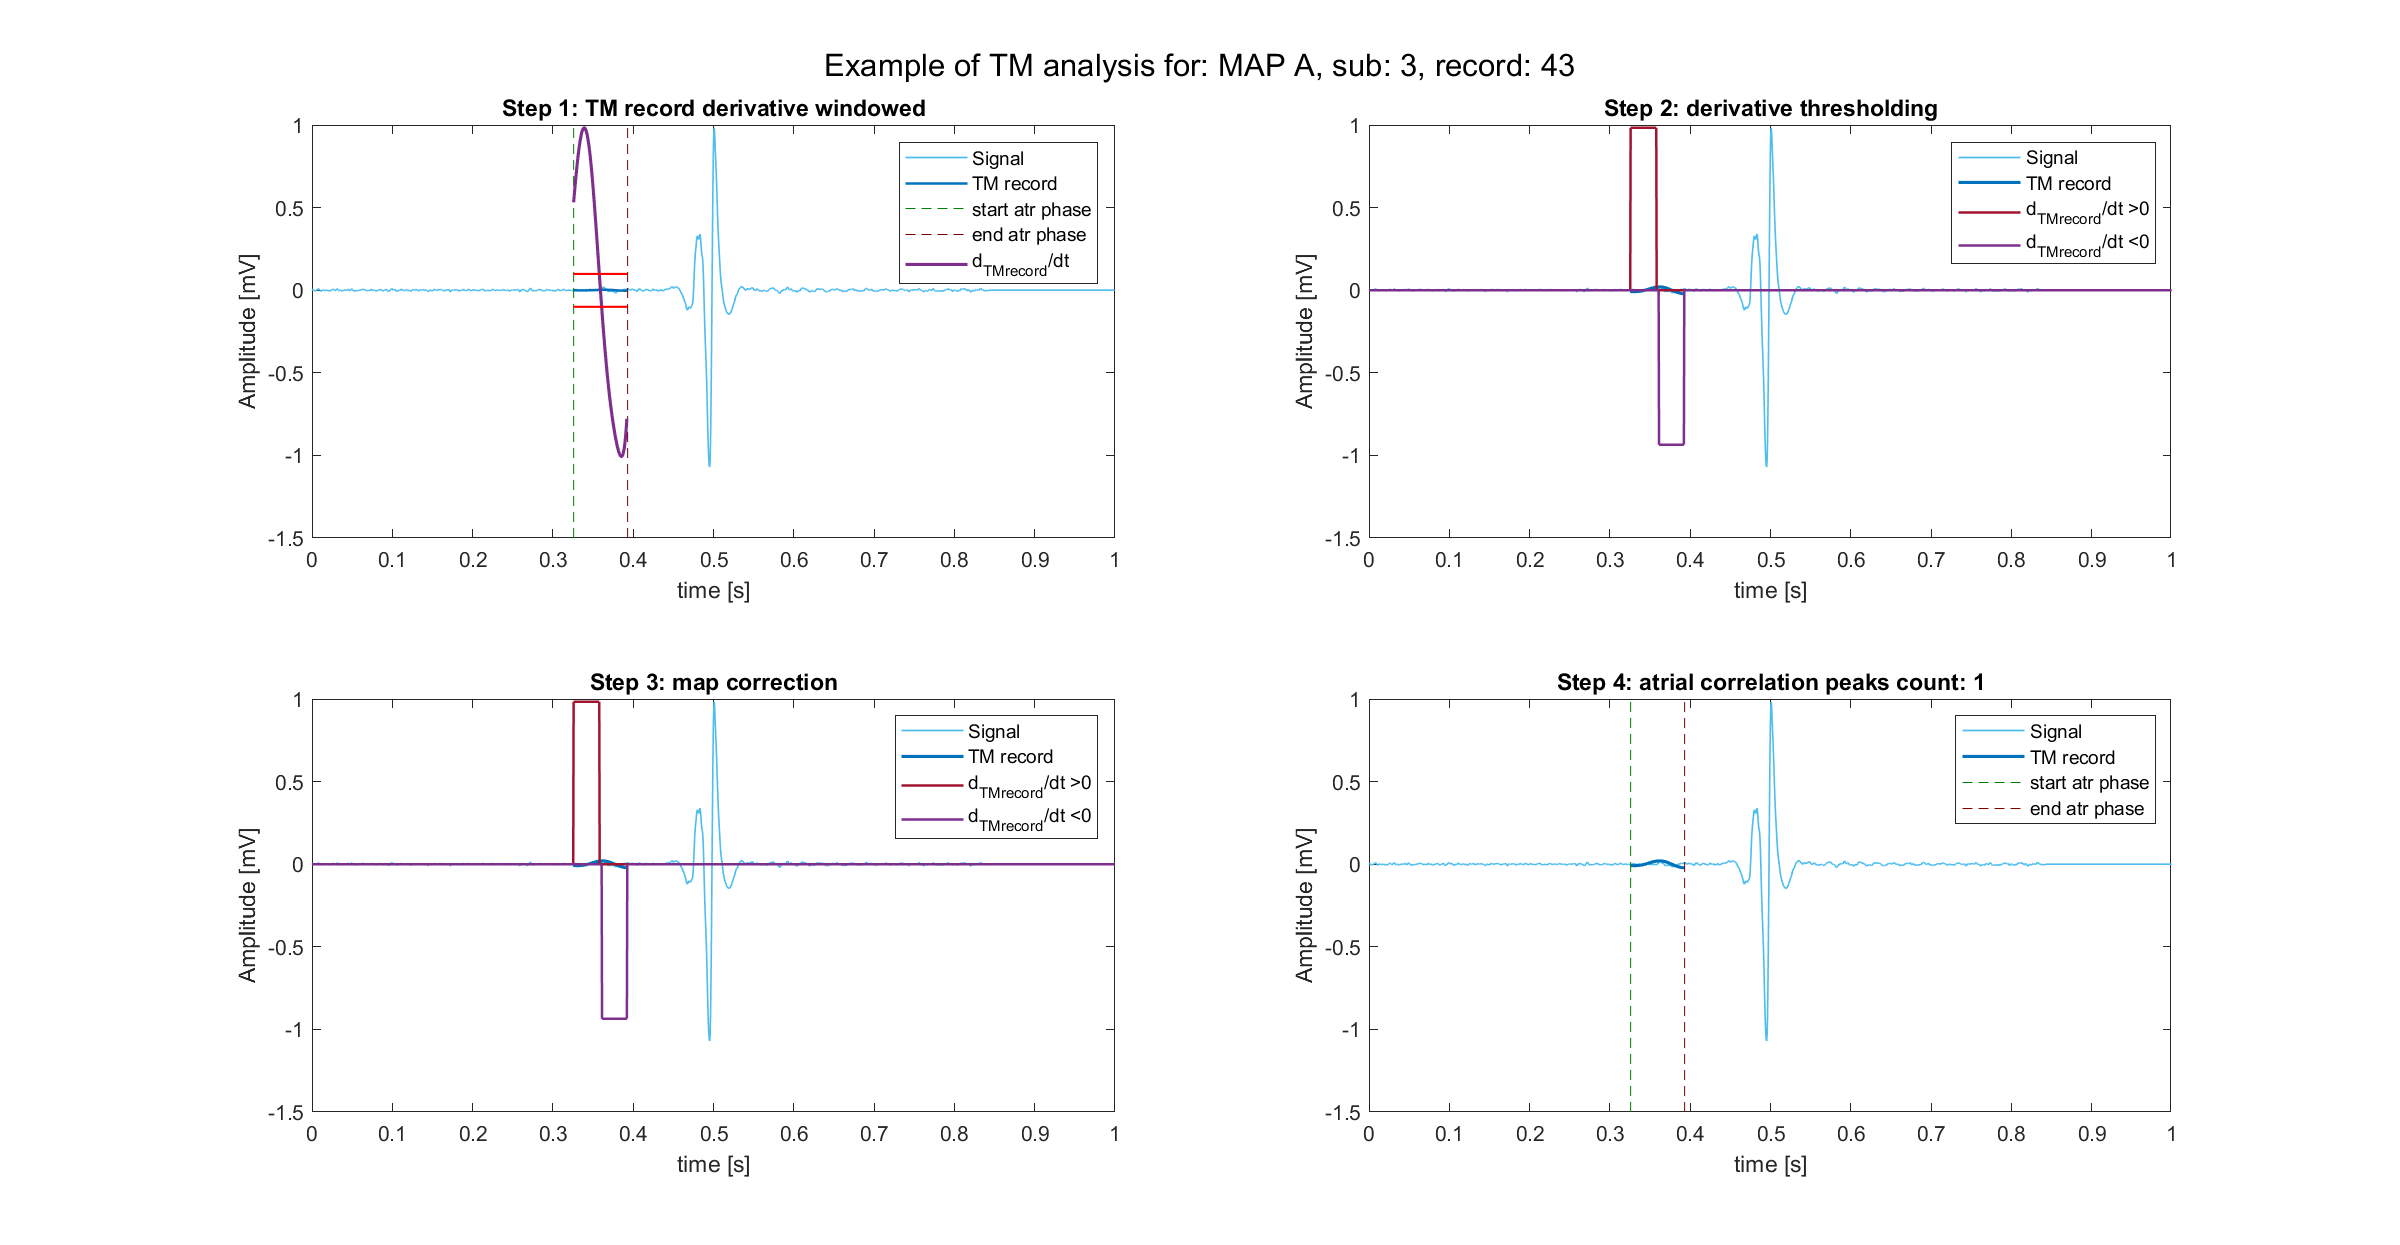 Example of TM analysis for: MAP A, sub: 3, record: 43
Step 1: TM record derivative windowed
1
0.5
0
-0.5
-1
-1.5
Amplitude [mV]
Signal
TM record
start atr phase
end atr phase
dTMrecord/dt
0 0.1 0.2 0.3 0.4 0.5 0.6 0.7 0.8 0.9 1
time [s]
Step 2: derivative thresholding
1
0.5
0
-0.5
-1
-1.5
Amplitude [mV]
Signal
TM record
dTMrecord/dt >0
dTMrecord/dt <0
0 0.1 0.2 0.3 0.4 0.5 0.6 0.7 0.8 0.9 1
time [s]
Step 3: map correction
1
0.5
0
-0.5
-1
-1.5
Amplitude [mV]
Signal
TM record
dTMrecord/dt >0
dTMrecord/dt <0
0 0.1 0.2 0.3 0.4 0.5 0.6 0.7 0.8 0.9 1
time [s]
Step 4: atrial correlation peaks count: 1
1
0.5
0
-0.5
-1
-1.5
Amplitude [mV]
Signal
TM record
start atr phase
end atr phase
0 0.1 0.2 0.3 0.4 0.5 0.6 0.7 0.8 0.9 1
time [s]